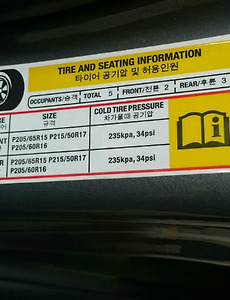 TIRE AND SEATING INFORMATION
타이어 공기압 및 허용인원
OCCUPANTS/승객 TOTAL 5 FRONT/전륜 2 REAR/후륜 3
SIZE COLD TIRE PRESSURE
규격 차가울때 공기압
P205/65R15 P215/50R17 235kpa, 34psi
P205/60R16
P205/65R15 P215/50R17 235kpa, 34psi
P205/60R16